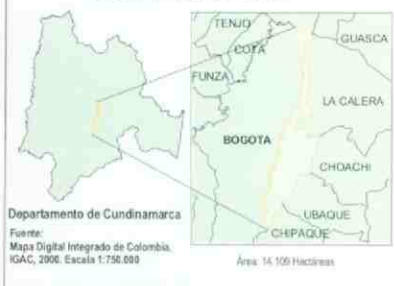 TENJO
GUASCA
COTA
FUNZA
LA CALERA
BOGOTA
CHOACHI
UBAQUE
CHIPAQUE
Departamento de Cundinamarca
Fuente:
Mapa Digital Integrado de Colombia.
IGAC, 2000. Escala 1:750.000
Área: 14.109 Hectáreas